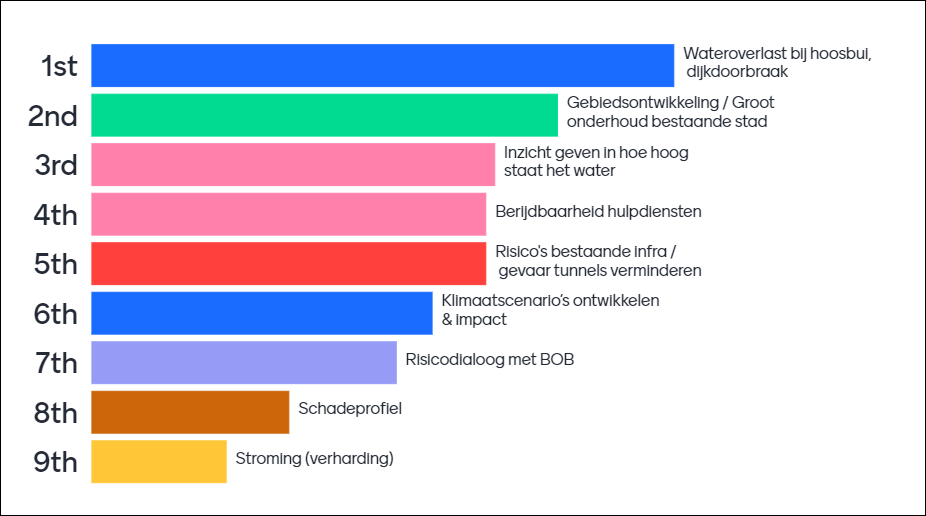 1st
Wateroverlast bij hoosbui,
dijkdoorbraak
2nd
Gebiedsontwikkeling / Groot
onderhoud bestaande stad
3rd
Inzicht geven in hoe hoog
staat het water
4th
Berijdbaarheid hulpdiensten
5th
Risico's bestaande infra /
gevaar tunnels verminderen
6th
Klimaatscenario's ontwikkelen
& impact
7th
Risicodialoog met BOB
8th
Schadeprofiel
9th
Stroming (verharding)